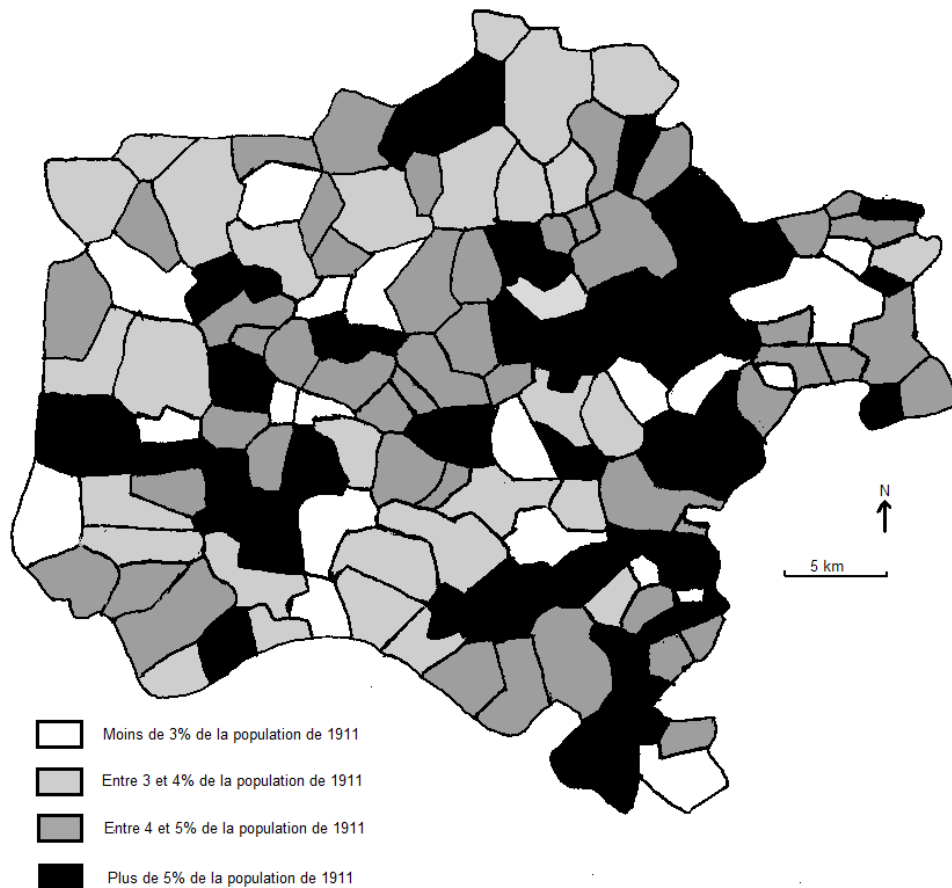 N
5 km
Moins de 3% de la population de 1911
Entre 3 et 4% de la population de 1911
Entre 4 et 5% de la population de 1911
Plus de 5% de la population de 1911